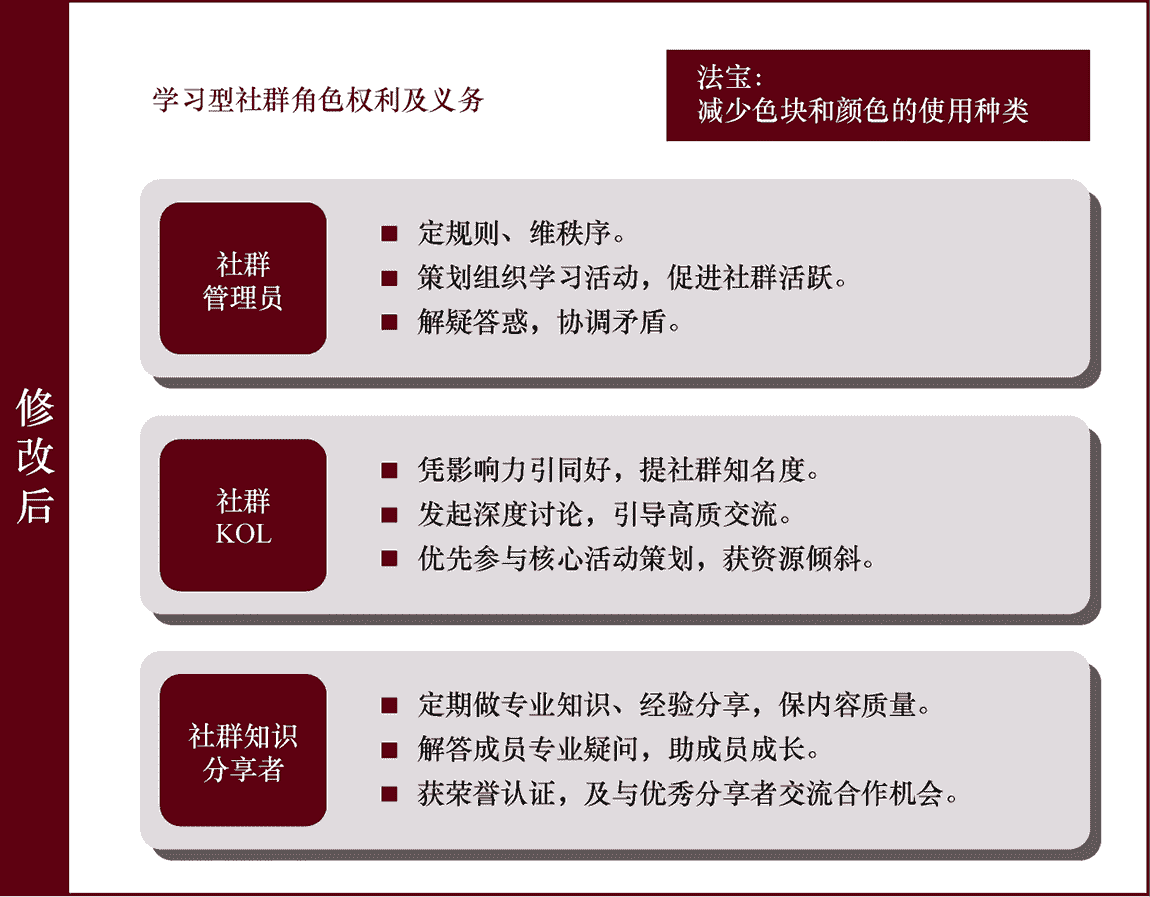 学习型社群角色权利及义务
法宝：
减少色块和颜色的使用种类
修改后
社群
管理员
■ 定规则、维秩序。
■ 策划组织学习活动，促进社群活跃。
■ 解疑答惑，协调矛盾。
社群
KOL
■ 凭影响力引同好，提社群知名度。
■ 发起深度讨论，引导高质交流。
■ 优先参与核心活动策划，获资源倾斜。
社群知识
分享者
■ 定期做专业知识、经验分享，保内容质量。
■ 解答成员专业疑问，助成员成长。
■ 获荣誉认证，及与优秀分享者交流合作机会。